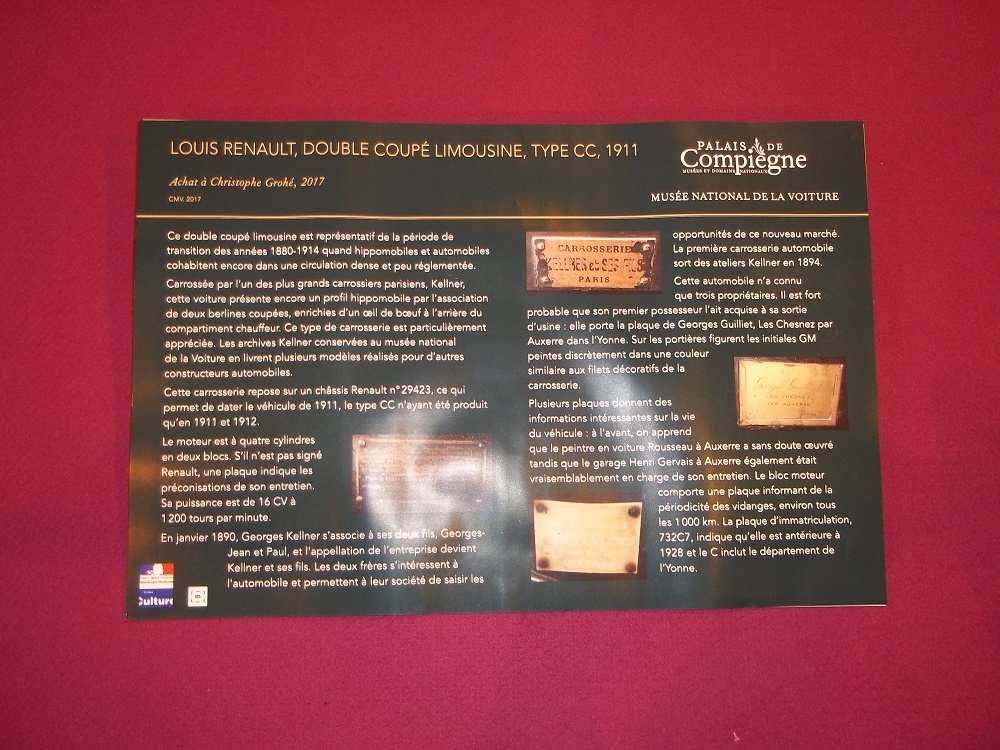 LOUIS RENAULT, DOUBLE COUPÉ LIMOUSINE, TYPE CC, 1911
Achat à Christophe Grohé, 2017
CMV. 2017
PALAIS DE
Compiègne
MUSÉES ET DOMAINE NATIONAUX
MUSÉE NATIONAL DE LA VOITURE
Ce double coupé limousine est représentatif de la période de
transition des années 1880-1914 quand hippomobiles et automobiles
cohabitent encore dans une circulation dense et peu réglementée.
Carrossée par l'un des plus grands carrossiers parisiens, Kellner,
cette voiture présente encore un profil hippomobile par l'association
de deux berlines coupées, enrichies d'un œil de bœuf à l'arrière du
compartiment chauffeur. Ce type de carrosserie est particulièrement
appréciée. Les archives Kellner conservées au musée national
de la Voiture en livrent plusieurs modèles réalisés pour d'autres
constructeurs automobiles.
Cette carrosserie repose sur un châssis Renault n°29423, ce qui
permet de dater le véhicule de 1911, le type CC n'ayant été produit
qu'en 1911 et 1912.
Le moteur est à quatre cylindres
en deux blocs. S'il n'est pas signé
Renault, une plaque indique les
préconisations de son entretien.
Sa puissance est de 16 CV à
1 200 tours par minute.
En janvier 1890, Georges Kellner s'associe à ses deux fils, Georges-
Jean et Paul, et l'appellation de l'entreprise devient
Kellner et ses fils. Les deux frères s'intéressent à
l'automobile et permettent à leur société de saisir les
CARROSSERIE
KELLNER et SES FILS
PARIS
opportunités de ce nouveau marché.
La première carrosserie automobile
sort des ateliers Kellner en 1894.
Cette automobile n'a connu
que trois propriétaires. Il est fort
probable que son premier possesseur l'ait acquise à sa sortie
d'usine : elle porte la plaque de Georges Guilliet, Les Chesnez par
Auxerre dans l'Yonne. Sur les portières figurent les initiales GM
peintes discrètement dans une couleur
similaire aux filets décoratifs de la
carrosserie.
LES CHESNEZ
PAR AUXERRE
Plusieurs plaques donnent des
informations intéressantes sur la vie
du véhicule : à l'avant, on apprend
que le peintre en voiture Rousseau à Auxerre a sans doute œuvré
tandis que le garage Henri Gervais à Auxerre également était
vraisemblablement en charge de son entretien. Le bloc moteur
comporte une plaque informant de la
périodicité des vidanges, environ tous
les 1 000 km. La plaque d'immatriculation,
732C7, indique qu'elle est antérieure à
1928 et le C inclut le département de
l'Yonne.
RÉPUBLIQUE FRANÇAISE
Culture